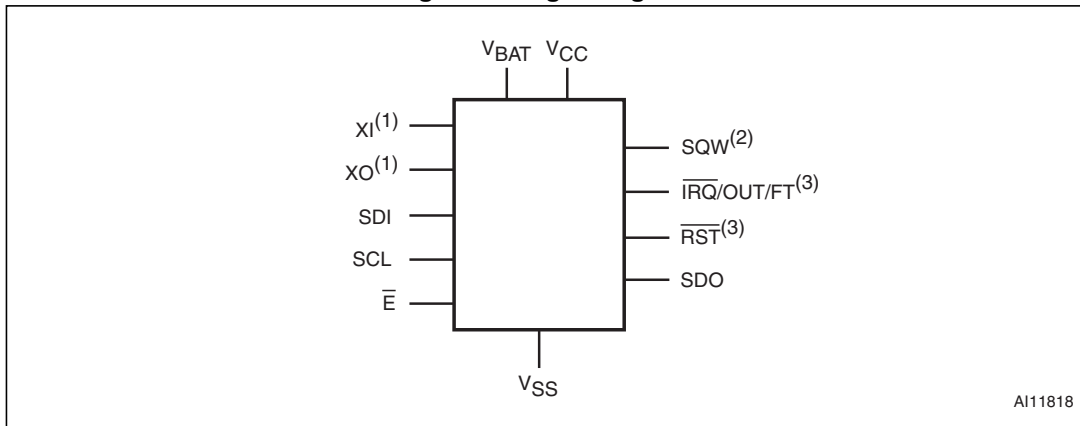 V_BAT V_CC
XI(1)
XO(1)
SDI
SCL
E̅
SQW(2)
I̅R̅Q̅/OUT/FT(3)
R̅S̅T̅(3)
SDO
V_SS
AI11818